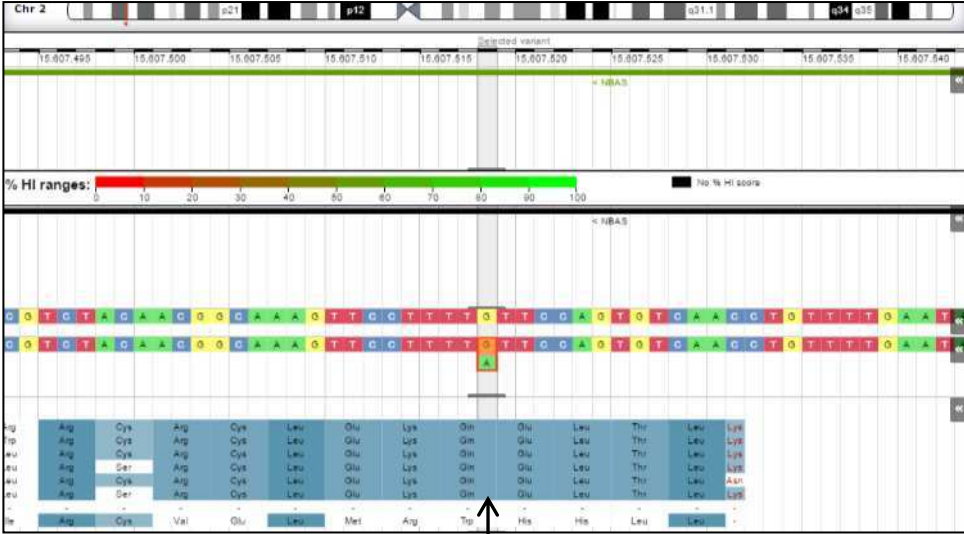 Chr 2 p21 p12 q31.1 q34 q35
Selected variant
15.607.495 15.607.500 15.607.505 15.607.510 15.607.515 15.607.520 15.607.525 15.607.530 15.607.535 15.607.540
< NBAS
% HI ranges: 0 10 20 30 40 50 60 70 80 90 100 No % HI score
< NBAS
C G T C T A C A A C G G C A A A G T T C C T T T T G T T C C A G T G T C A A C C T G T T T T G A A T
C G T C T A C A A C G G C A A A G T T C C T T T T G T T C C A G T G T C A A C C T G T T T T G A A T
A
Arg Cys Arg Cys Leu Glu Lys Gln Glu Leu Thr Leu Lys
Arg Cys Arg Cys Leu Glu Lys Gln Glu Leu Thr Leu Lys
Arg Cys Arg Cys Leu Glu Lys Gln Glu Leu Thr Leu Lys
Arg Ser Arg Cys Leu Glu Lys Gln Glu Leu Thr Leu Lys
Arg Cys Arg Cys Leu Glu Lys Gln Glu Leu Thr Leu Asn
Arg Ser Arg Cys Leu Glu Lys Gln Glu Leu Thr Leu Lys
- - - - - - - - - - - - -
Arg Cys Val Glu Leu Met Arg Trp His His Leu Leu -